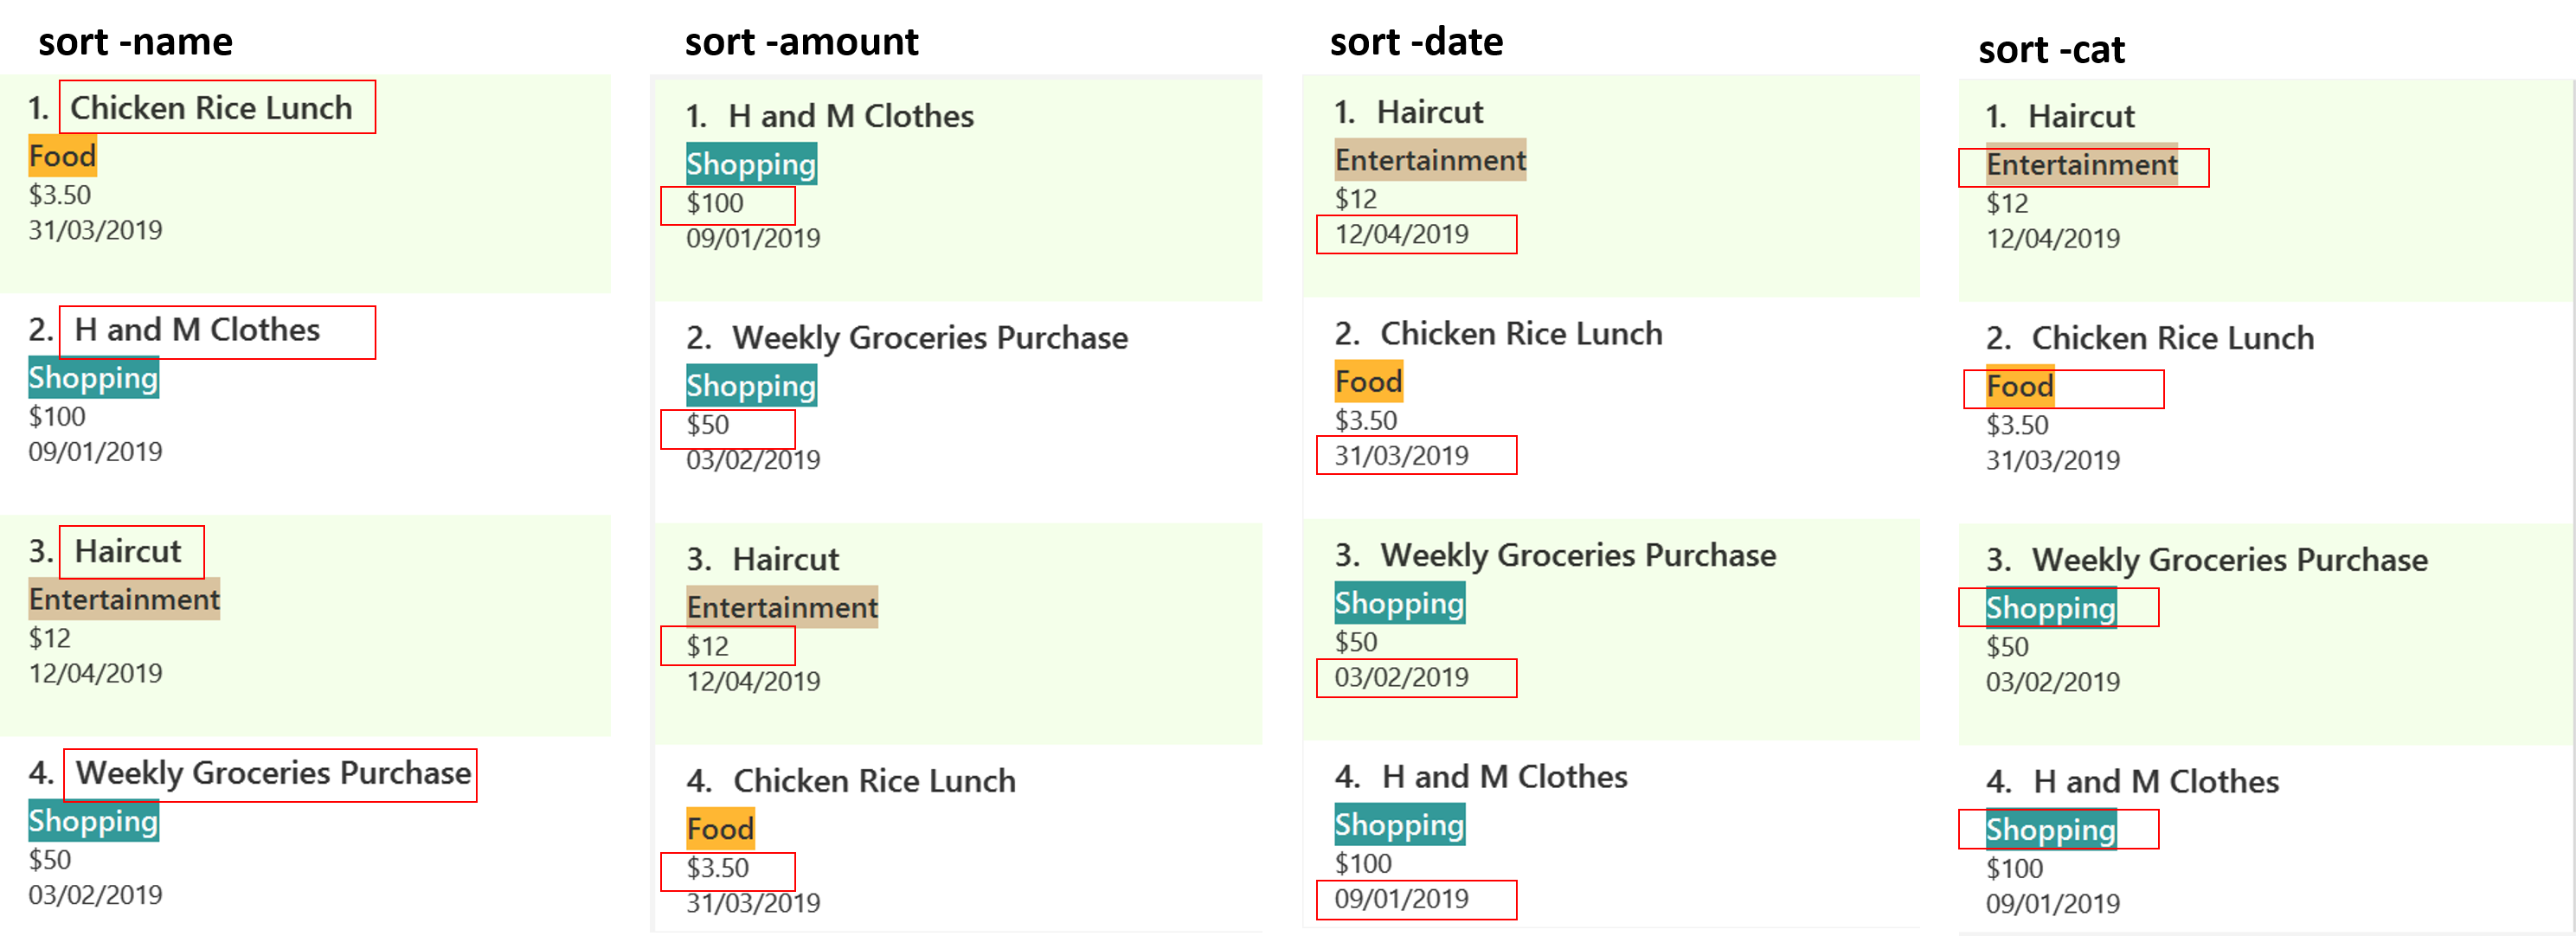 sort -name
1. Chicken Rice Lunch
Food
$3.50
31/03/2019
2. H and M Clothes
Shopping
$100
09/01/2019
3. Haircut
Entertainment
$12
12/04/2019
4. Weekly Groceries Purchase
Shopping
$50
03/02/2019
sort -amount
1. H and M Clothes
Shopping
$100
09/01/2019
2. Weekly Groceries Purchase
Shopping
$50
03/02/2019
3. Haircut
Entertainment
$12
12/04/2019
4. Chicken Rice Lunch
Food
$3.50
31/03/2019
sort -date
1. Haircut
Entertainment
$12
12/04/2019
2. Chicken Rice Lunch
Food
$3.50
31/03/2019
3. Weekly Groceries Purchase
Shopping
$50
03/02/2019
4. H and M Clothes
Shopping
$100
09/01/2019
sort -cat
1. Haircut
Entertainment
$12
12/04/2019
2. Chicken Rice Lunch
Food
$3.50
31/03/2019
3. Weekly Groceries Purchase
Shopping
$50
03/02/2019
4. H and M Clothes
Shopping
$100
09/01/2019